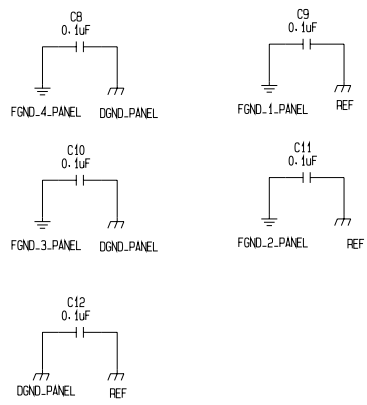 C8
0.1uF
FGND_4_PANEL DGND_PANEL
C9
0.1uF
FGND_1_PANEL REF
C10
0.1uF
FGND_3_PANEL DGND_PANEL
C11
0.1uF
FGND_2_PANEL REF
C12
0.1uF
DGND_PANEL REF